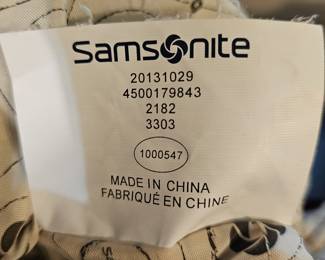 Samsonite
20131029
4500179843
2182
3303
1000547
MADE IN CHINA
FABRIQUÉ EN CHINE